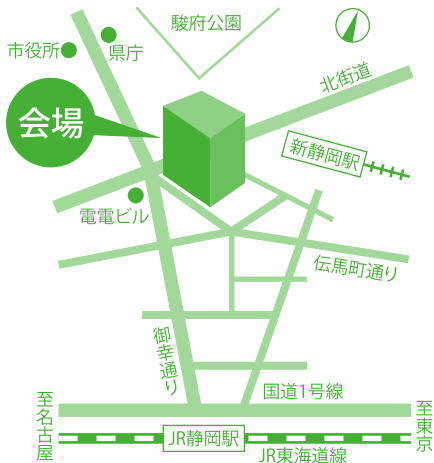 駿府公園
市役所
県庁
北街道
会場
新静岡駅
電電ビル
伝馬町通り
御幸通り
国道1号線
至名古屋
至東京
JR静岡駅
JR東海道線